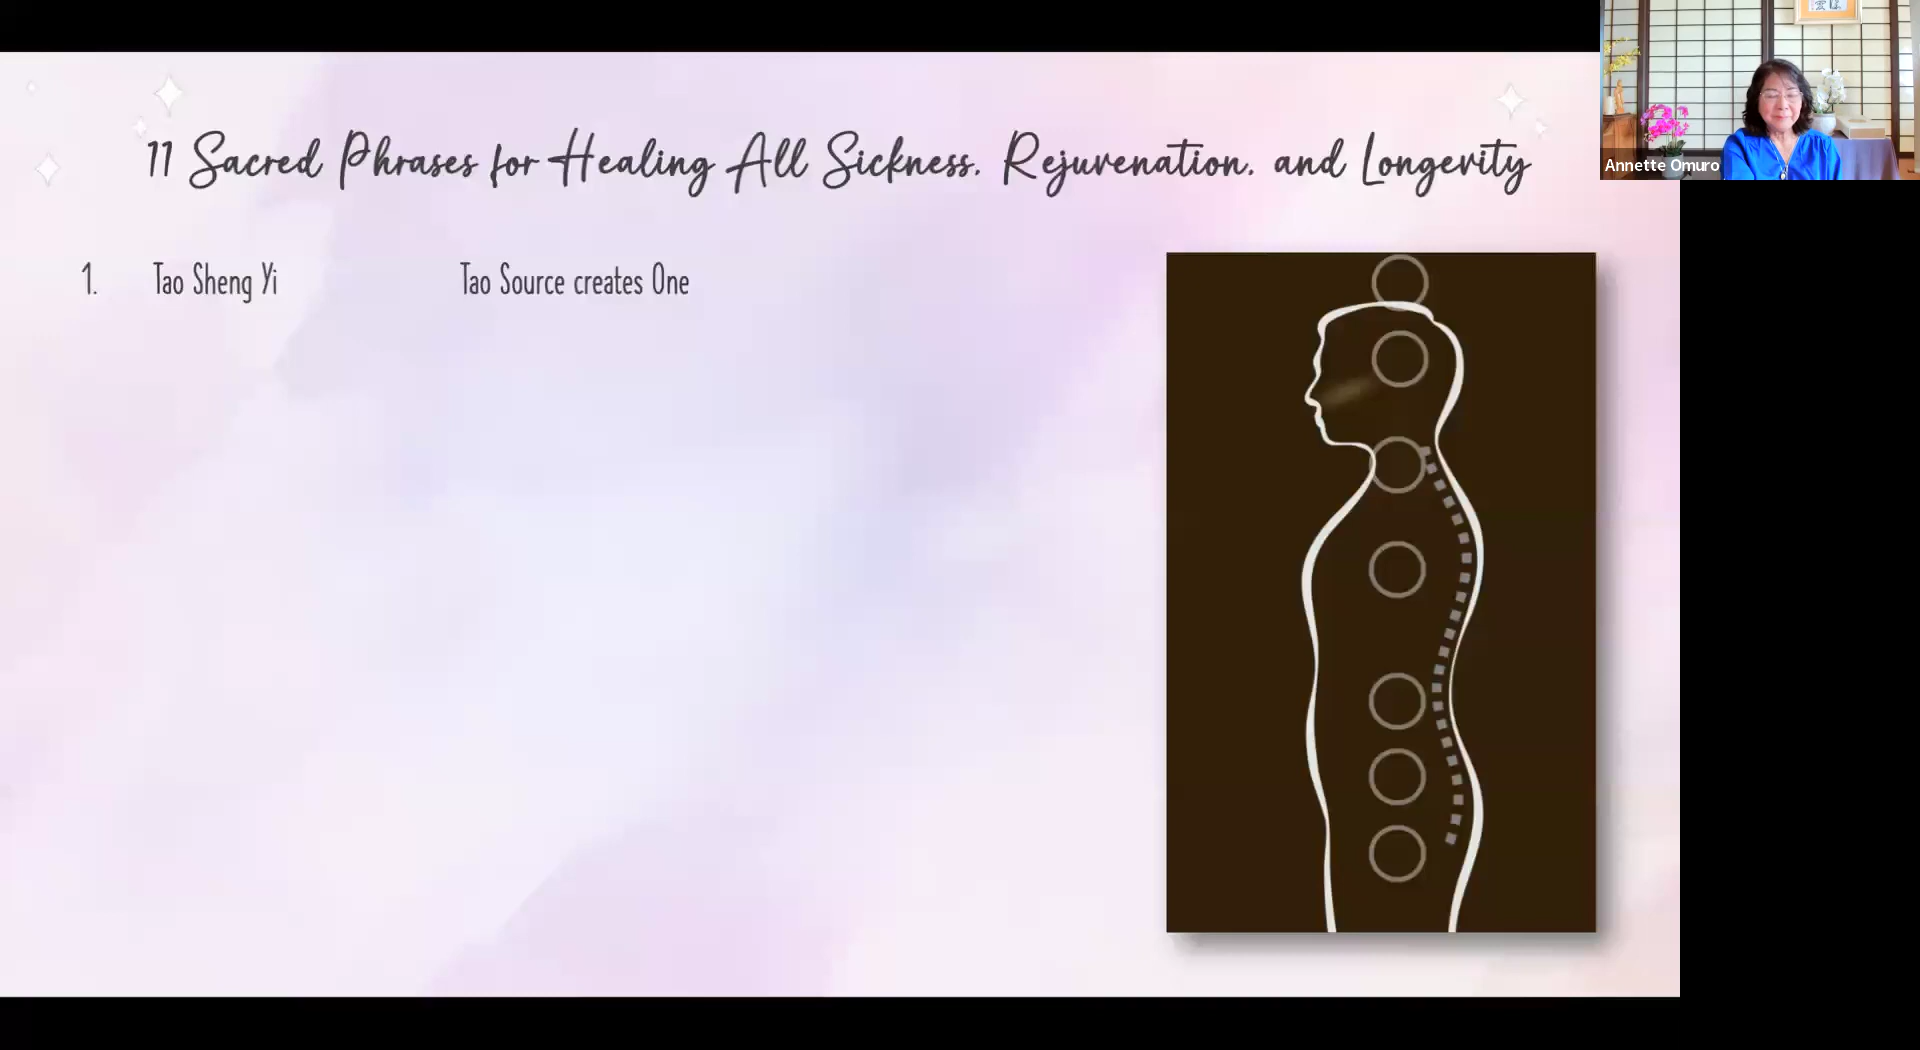 11 Sacred Phrases for Healing All Sickness, Rejuvenation, and Longevity
1. Tao Sheng Yi Tao Source creates One
Annette Omuro